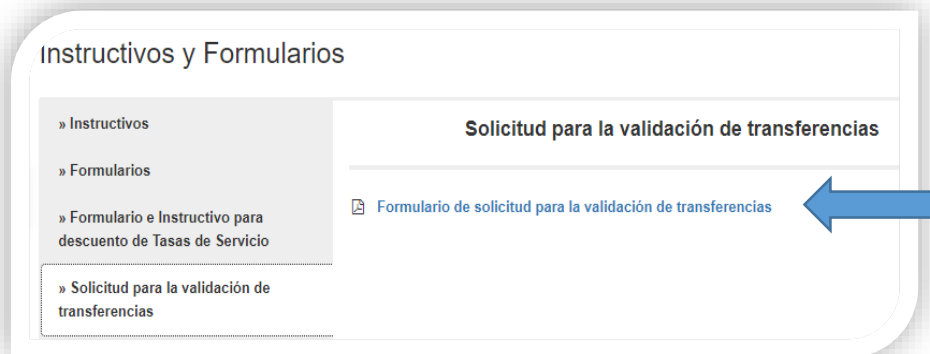 Instructivos y Formularios
» Instructivos
» Formularios
» Formulario e Instructivo para
descuento de Tasas de Servicio
» Solicitud para la validación de
transferencias
Solicitud para la validación de transferencias
Formulario de solicitud para la validación de transferencias